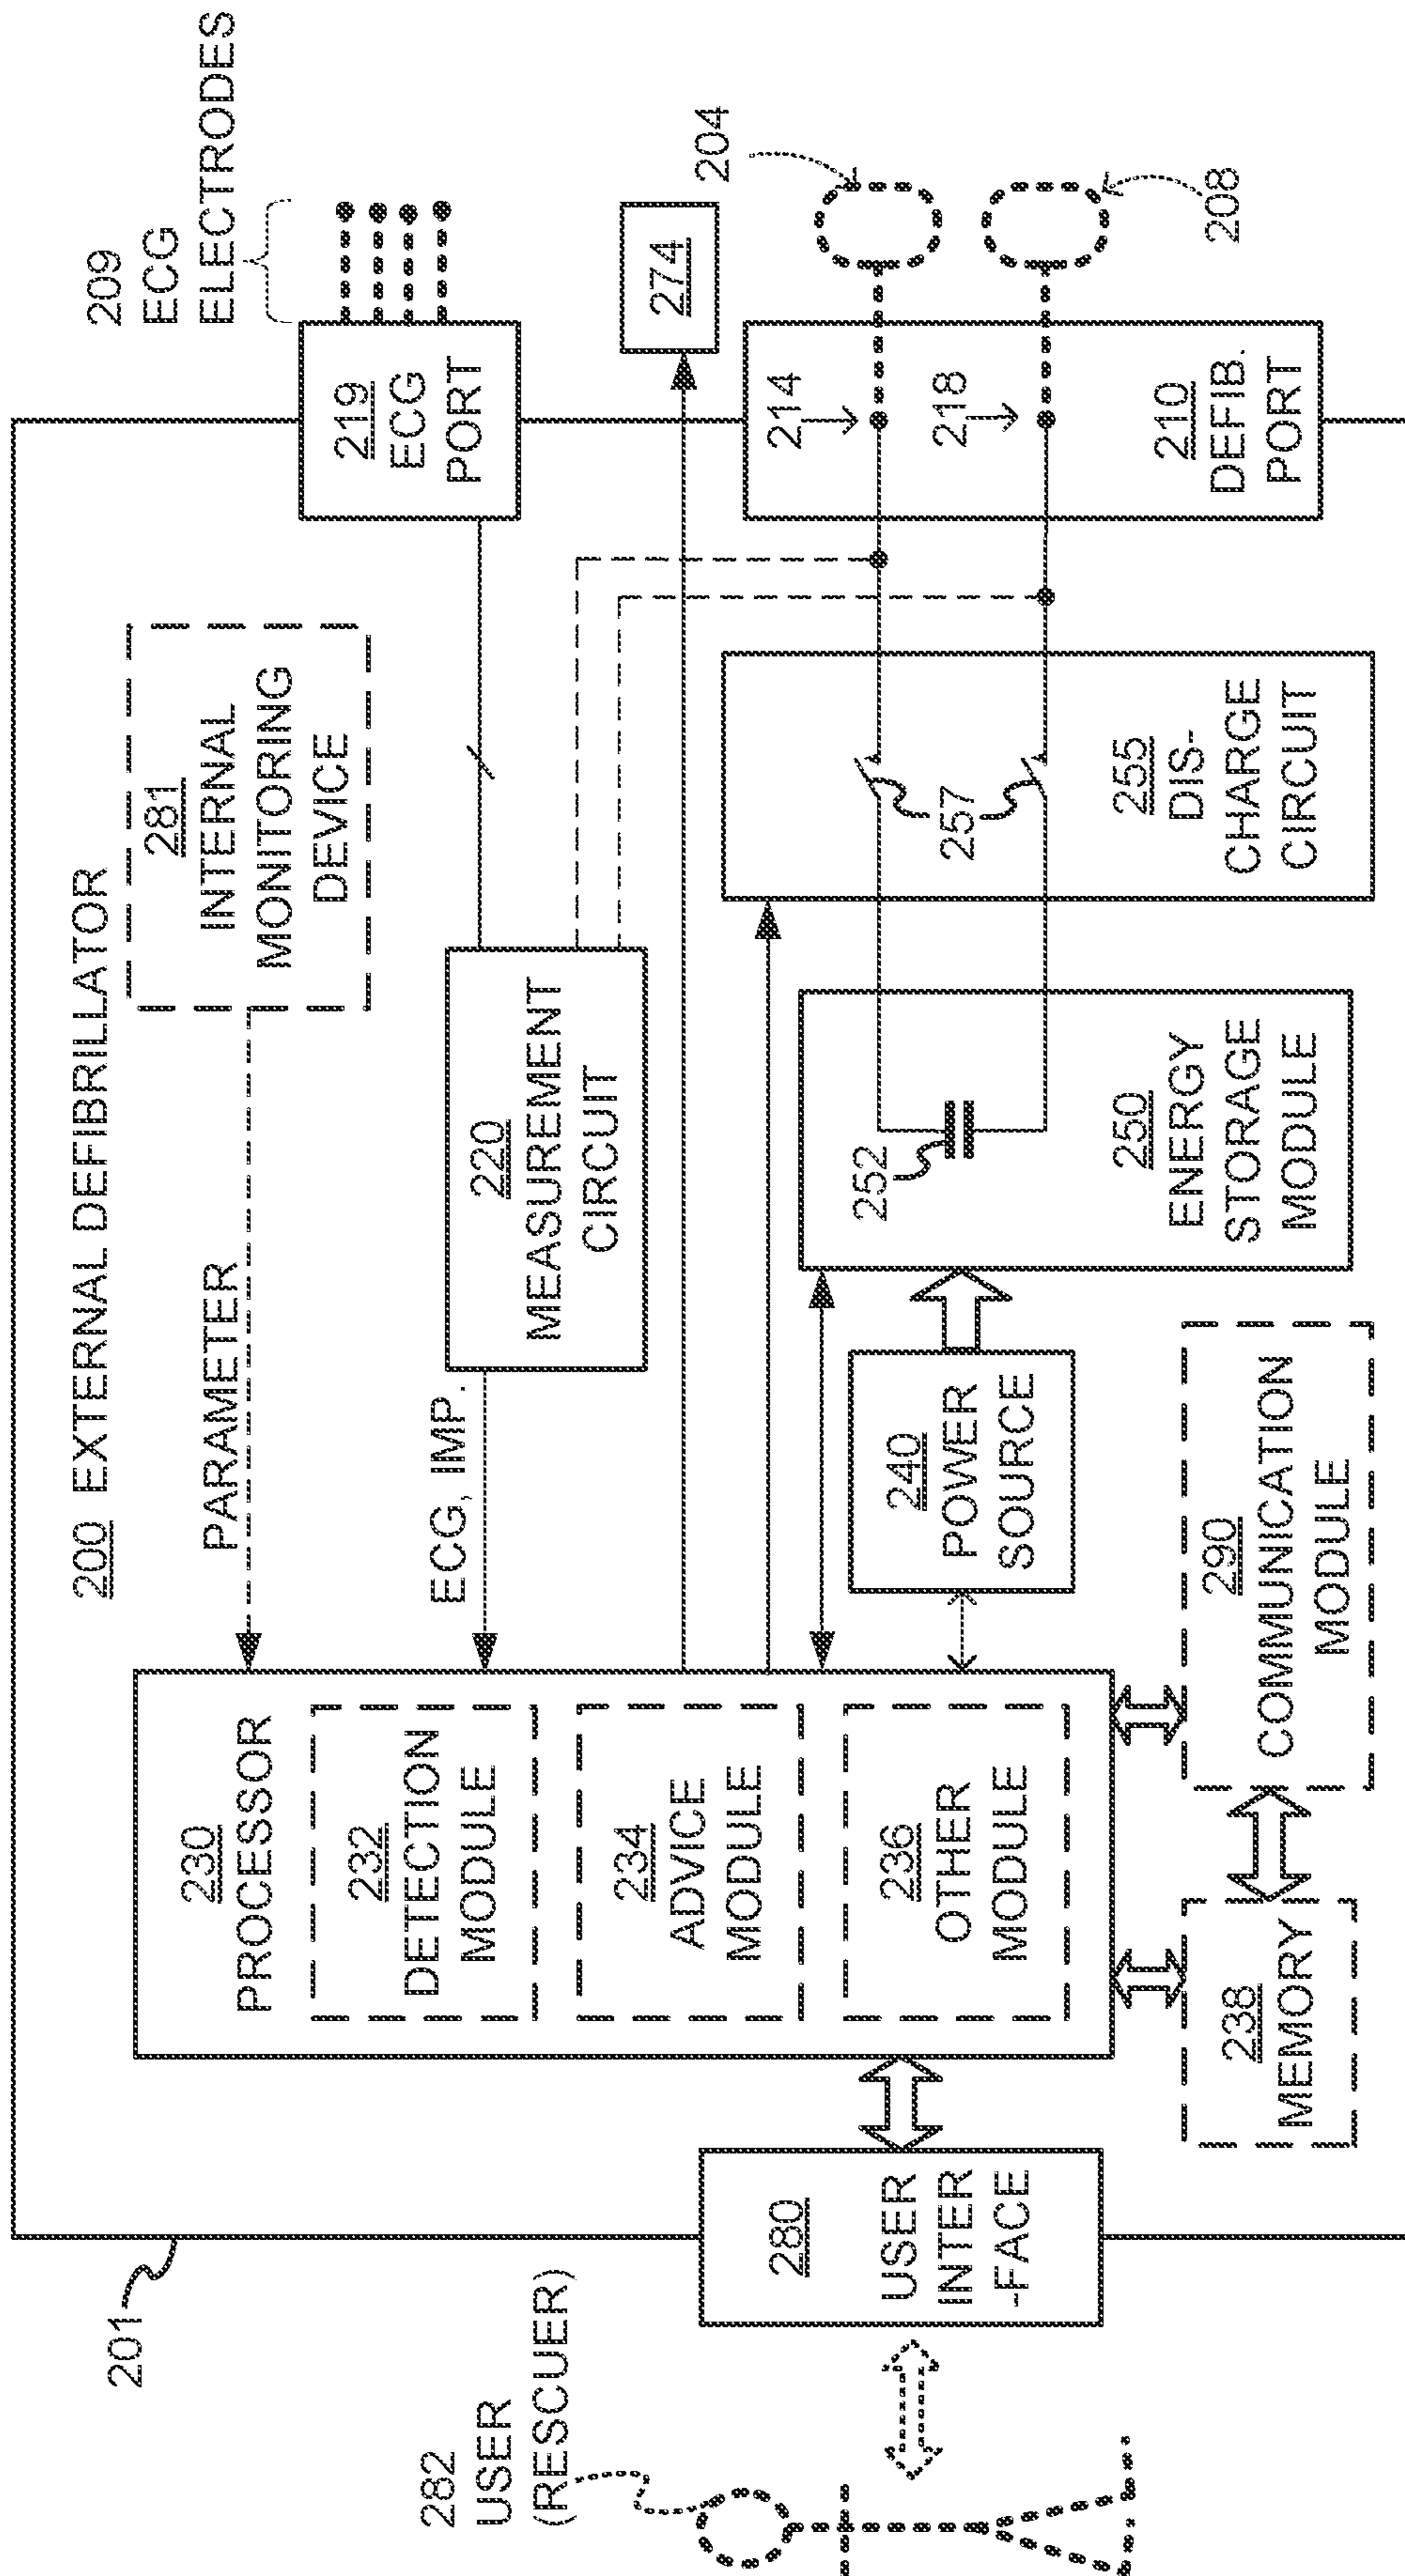 200 EXTERNAL DEFIBRILLATOR
201
282
USER
(RESCUER)
280
USER
INTER
-FACE
230
PROCESSOR
232
DETECTION
MODULE
234
ADVICE
MODULE
236
OTHER
MODULE
238
MEMORY
290
COMMUNICATION
MODULE
PARAMETER
281
INTERNAL
MONITORING
DEVICE
ECG, IMP.
220
MEASUREMENT
CIRCUIT
240
POWER
SOURCE
252
250
ENERGY
STORAGE
MODULE
257
255
DIS-
CHARGE
CIRCUIT
209
ECG
ELECTRODES
219
ECG
PORT
274
214
218
210
DEFIB.
PORT
204
208